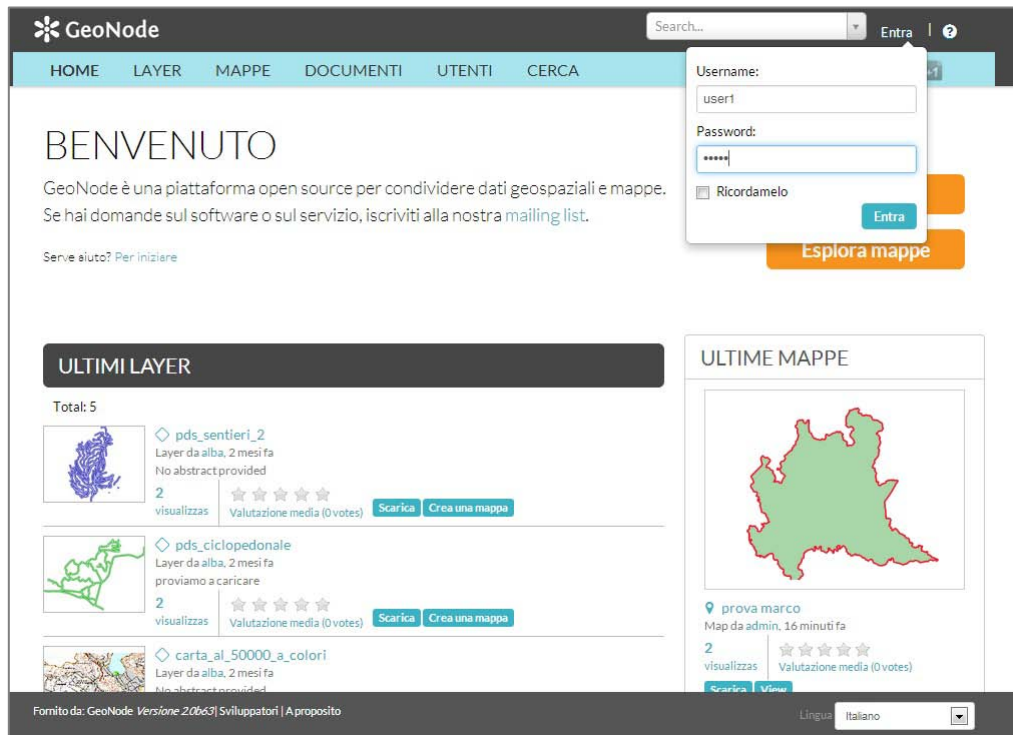 GeoNode
Search...
Entra | ?
HOME LAYER MAPPE DOCUMENTI UTENTI CERCA
Username:
user1
Password:
•••••
Ricordamelo
Entra
BENVENUTO
GeoNode è una piattaforma open source per condividere dati geospaziali e mappe.
Se hai domande sul software o sul servizio, iscriviti alla nostra mailing list.
Serve aiuto? Per iniziare
Esplora mappe
ULTIMI LAYER
Total: 5
pds_sentieri_2
Layer da alba, 2 mesi fa
No abstract provided
2
visualizzas
Valutazione media (0 votes)
Scarica
Crea una mappa
pds_ciclopedonale
Layer da alba, 2 mesi fa
proviamo a caricare
2
visualizzas
Valutazione media (0 votes)
Scarica
Crea una mappa
carta_al_50000_a_colori
Layer da alba, 2 mesi fa
No abstract provided
ULTIME MAPPE
prova marco
Map da admin, 16 minuti fa
2
visualizzas
Valutazione media (0 votes)
Scarica
View
Fornito da: GeoNode Versione 2.0b63| Sviluppatori | A proposito
Lingua
Italiano